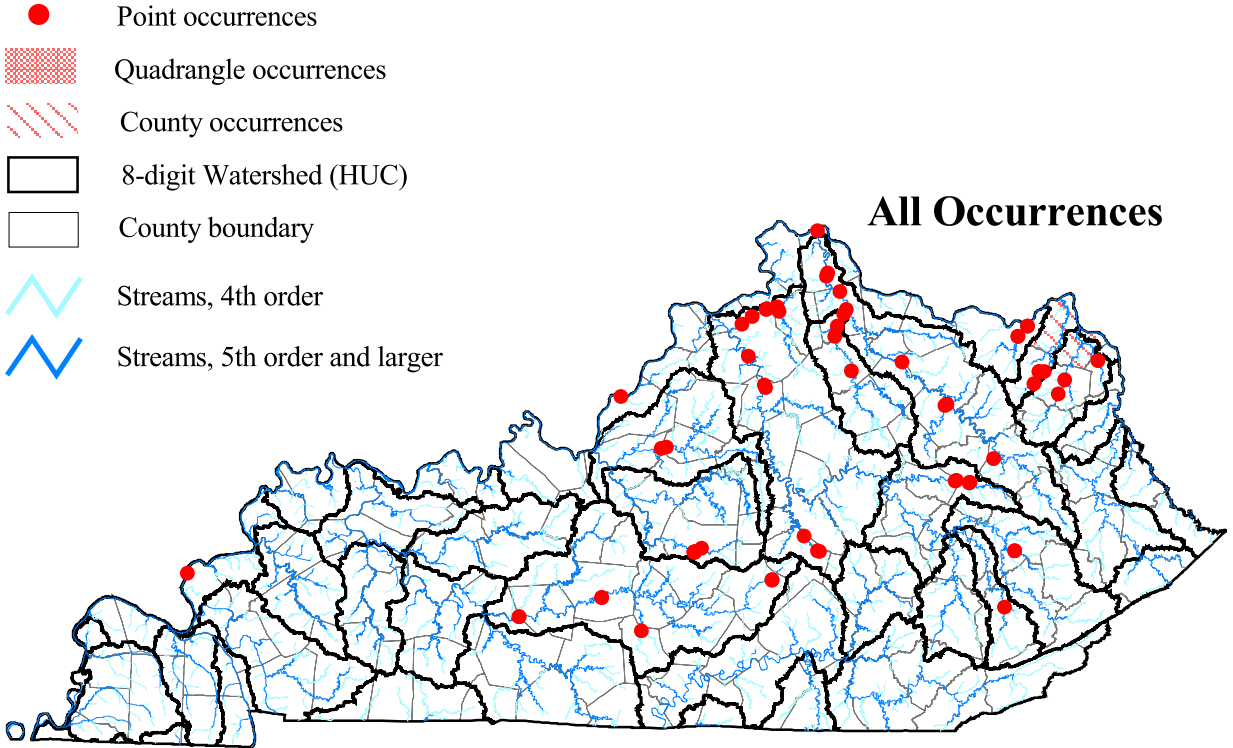 Point occurrences
Quadrangle occurrences
County occurrences
8-digit Watershed (HUC)
County boundary
Streams, 4th order
Streams, 5th order and larger
All Occurrences